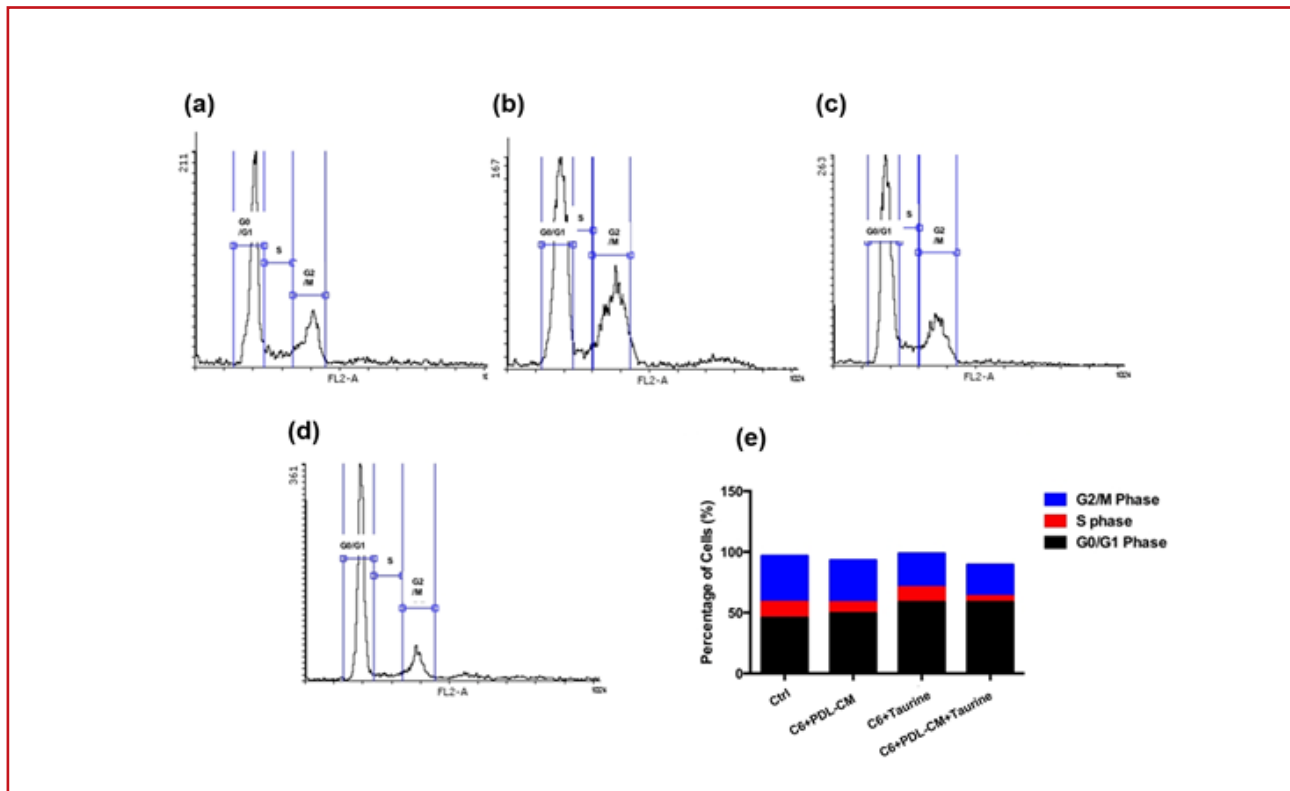 (a)
211
G0
/G1
S
G2
/M
FL2-A
(b)
167
G0/G1
S
G2
/M
FL2-A
1024
(c)
263
G0/G1
S
G2
/M
FL2-A
1024
(d)
361
G0/G1
S
G2
/M
FL2-A
1024
(e)
Percentage of Cells (%)
150
100
50
0
Ctrl
C6+PDL-CM
C6+Taurine
C6+PDL-CM+Taurine
G2/M Phase
S phase
G0/G1 Phase